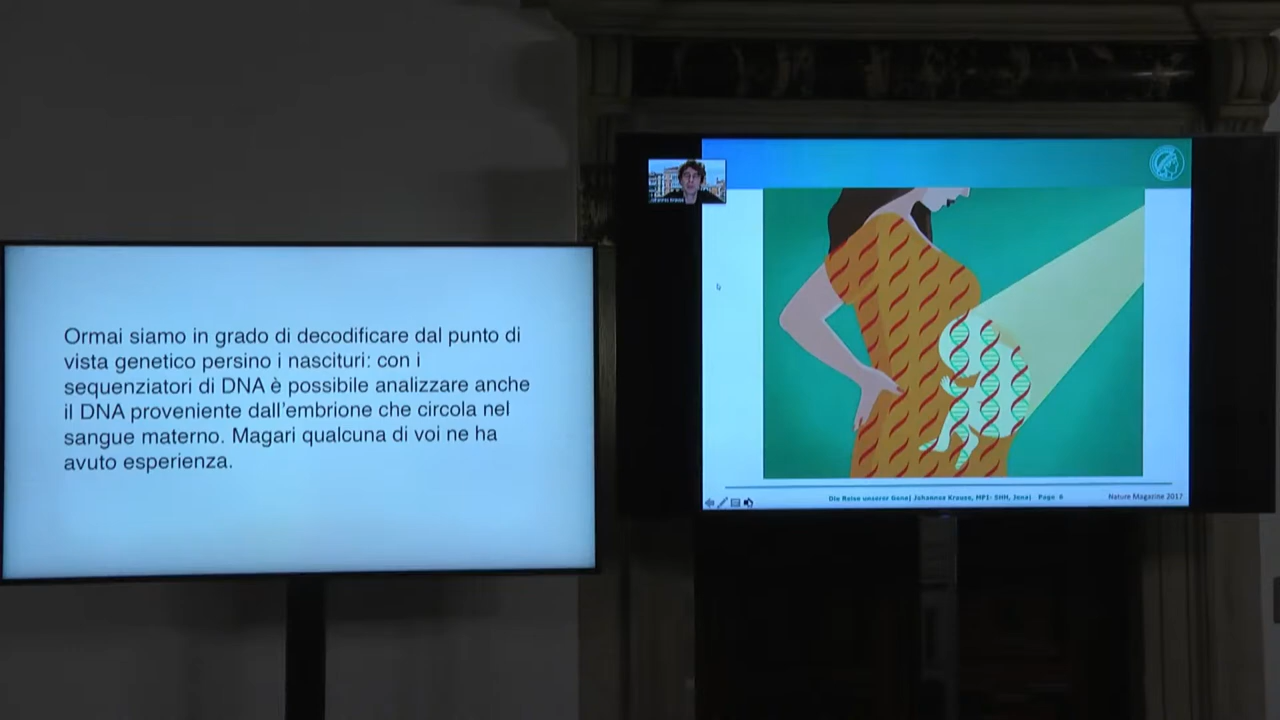 Ormai siamo in grado di decodificare dal punto di
vista genetico persino i nascituri: con i
sequenziatori di DNA è possibile analizzare anche
il DNA proveniente dall'embrione che circola nel
sangue materno. Magari qualcuna di voi ne ha
avuto esperienza.
Johannes Krause
Die Reise unserer Gene| Johannes Krause, MPI- SHH, Jena| Page 6
Nature Magazine 2017